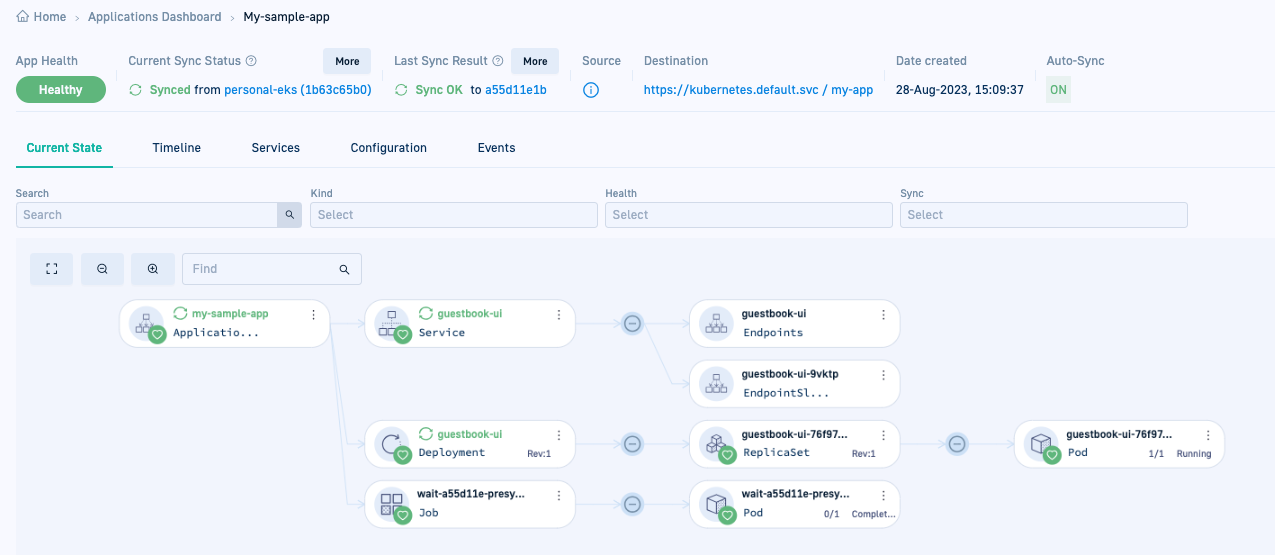 Home › Applications Dashboard › My-sample-app
App Health
Healthy
Current Sync Status
More
Synced from personal-eks (1b63c65b0)
Last Sync Result
More
Sync OK to a55d11e1b
Source
Destination
https://kubernetes.default.svc / my-app
Date created
28-Aug-2023, 15:09:37
Auto-Sync
ON
Current State
Timeline
Services
Configuration
Events
Search
Kind
Health
Sync
Search
Select
Select
Select
Find
my-sample-app
Applicatio...
guestbook-ui
Service
guestbook-ui
Endpoints
guestbook-ui-9vktp
EndpointSl...
guestbook-ui
Deployment Rev:1
guestbook-ui-76f97...
ReplicaSet Rev:1
guestbook-ui-76f97...
Pod 1/1 Running
wait-a55d11e-presy...
Job
wait-a55d11e-presy...
Pod 0/1 Complet...